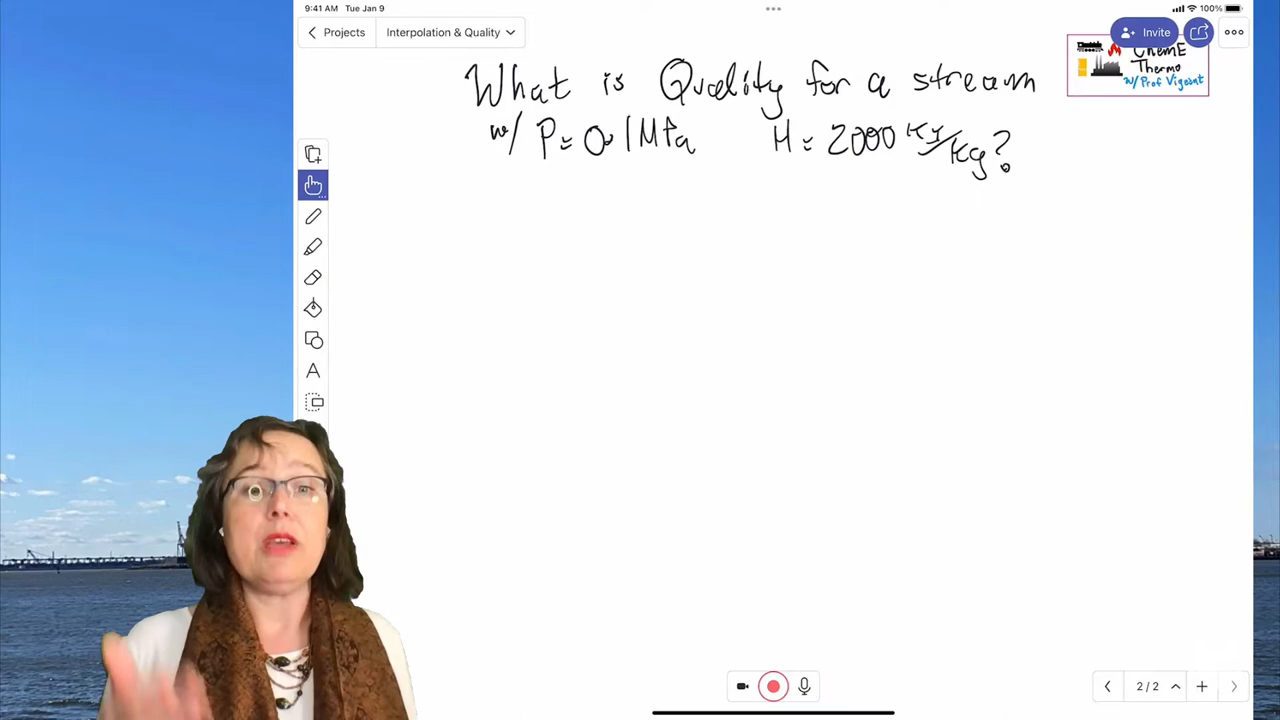 9:41 AM Tue Jan 9
100%
Projects
Interpolation & Quality
Invite
ChemE
Thermo
w/ Prof Vigeant
What is Quality for a stream
w/ P= 0.1 MPa H= 2000 KJ/Kg?
A
2/2